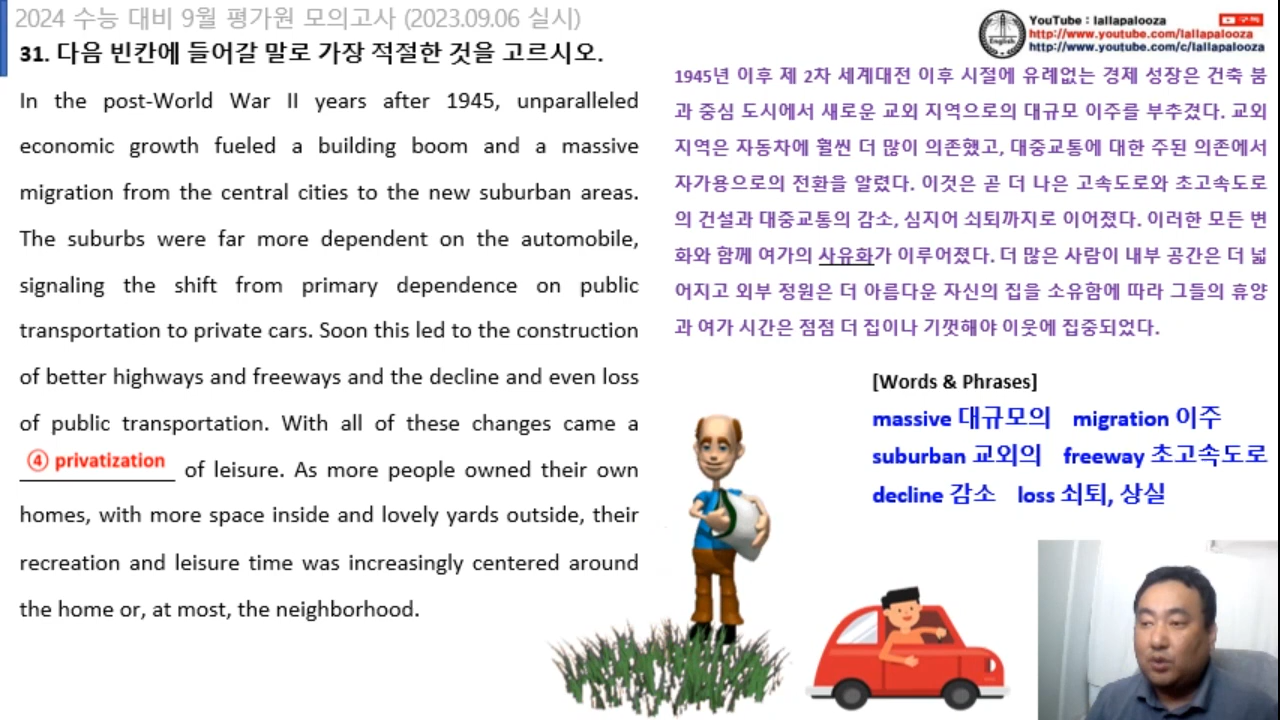 2024 수능 대비 9월 평가원 모의고사 (2023.09.06 실시)
31. 다음 빈칸에 들어갈 말로 가장 적절한 것을 고르시오.
In the post-World War II years after 1945, unparalleled
economic growth fueled a building boom and a massive
migration from the central cities to the new suburban areas.
The suburbs were far more dependent on the automobile,
signaling the shift from primary dependence on public
transportation to private cars. Soon this led to the construction
of better highways and freeways and the decline and even loss
of public transportation. With all of these changes came a
④ privatization of leisure. As more people owned their own
homes, with more space inside and lovely yards outside, their
recreation and leisure time was increasingly centered around
the home or, at most, the neighborhood.
English
YouTube : lallapalooza
구독
http://www.youtube.com/lallapalooza
http://www.youtube.com/c/lallapalooza
1945년 이후 제 2차 세계대전 이후 시절에 유례없는 경제 성장은 건축 붐
과 중심 도시에서 새로운 교외 지역으로의 대규모 이주를 부추겼다. 교외
지역은 자동차에 훨씬 더 많이 의존했고, 대중교통에 대한 주된 의존에서
자가용으로의 전환을 알렸다. 이것은 곧 더 나은 고속도로와 초고속도로
의 건설과 대중교통의 감소, 심지어 쇠퇴까지로 이어졌다. 이러한 모든 변
화와 함께 여가의 사유화가 이루어졌다. 더 많은 사람이 내부 공간은 더 넓
어지고 외부 정원은 더 아름다운 자신의 집을 소유함에 따라 그들의 휴양
과 여가 시간은 점점 더 집이나 기껏해야 이웃에 집중되었다.
[Words & Phrases]
massive 대규모의 migration 이주
suburban 교외의 freeway 초고속도로
decline 감소 loss 쇠퇴, 상실